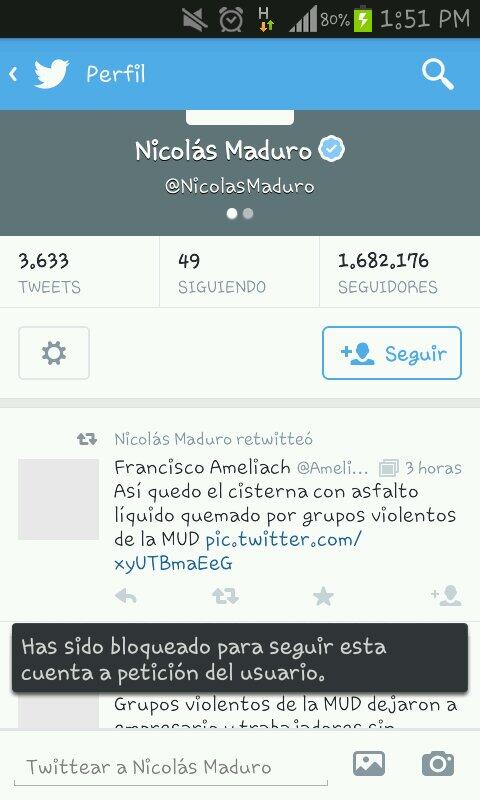 H 80% 1:51 PM
Perfil
Nicolás Maduro
@NicolasMaduro
3.633 49 1.682.176
TWEETS SIGUIENDO SEGUIDORES
Seguir
Nicolás Maduro retwitteó
Francisco Ameliach @Ameli... 3 horas
Así quedo el cisterna con asfalto
líquido quemado por grupos violentos
de la MUD pic.twitter.com/
xyUTBmaEeG
Has sido bloqueado para seguir esta
cuenta a petición del usuario.
Grupos violentos de la MUD dejaron a
empresario y trabajadores sin
Twittear a Nicolás Maduro